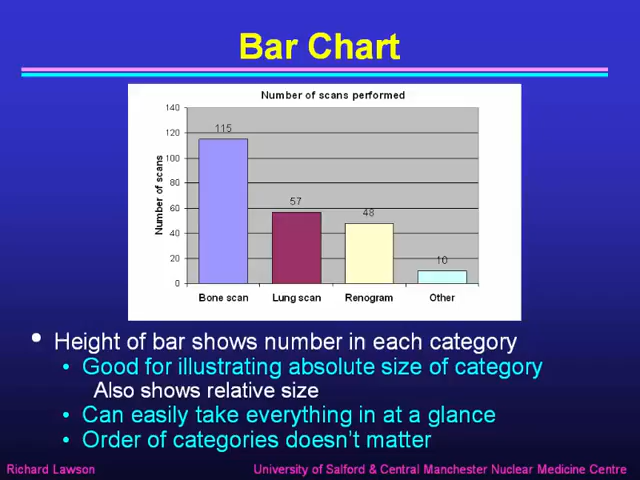 Bar Chart
Number of scans performed
140
120
100
80
60
40
20
0
Number of scans
115
57
48
10
Bone scan
Lung scan
Renogram
Other
• Height of bar shows number in each category
• Good for illustrating absolute size of category
Also shows relative size
• Can easily take everything in at a glance
• Order of categories doesn't matter
Richard Lawson
University of Salford & Central Manchester Nuclear Medicine Centre